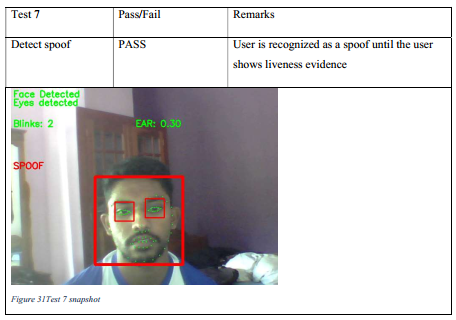 Test 7 Pass/Fail Remarks
Detect spoof PASS User is recognized as a spoof until the user
shows liveness evidence
Face Detected
Eyes detected
Blinks: 2 EAR: 0.30
SPOOF
Figure 31Test 7 snapshot